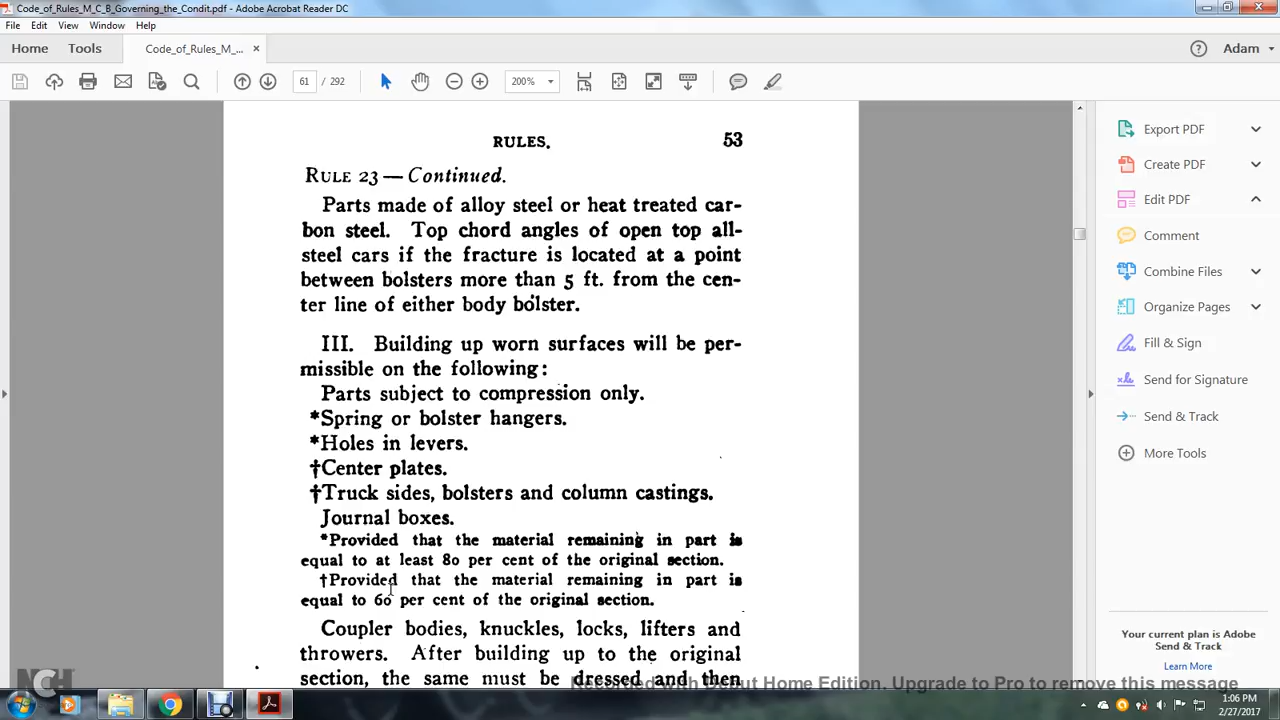 Code_of_Rules_M_C_B_Governing_the_Condit.pdf - Adobe Acrobat Reader DC
File Edit View Window Help
Home Tools Code_of_Rules_M_... × Adam
61 / 292 200%
RULES. 53
RULE 23 — Continued.
Parts made of alloy steel or heat treated car-
bon steel. Top chord angles of open top all-
steel cars if the fracture is located at a point
between bolsters more than 5 ft. from the cen-
ter line of either body bolster.
III. Building up worn surfaces will be per-
missible on the following:
Parts subject to compression only.
*Spring or bolster hangers.
*Holes in levers.
†Center plates.
†Truck sides, bolsters and column castings.
Journal boxes.
*Provided that the material remaining in part is
equal to at least 80 per cent of the original section.
†Provided that the material remaining in part is
equal to 60 per cent of the original section.
Coupler bodies, knuckles, locks, lifters and
throwers. After building up to the original
section, the same must be dressed and then
Export PDF
Create PDF
Edit PDF
Comment
Combine Files
Organize Pages
Fill & Sign
Send for Signature
Send & Track
More Tools
Your current plan is Adobe
Send & Track
Learn More
NCH
Home Edition. Upgrade to Pro to remove this message
1:06 PM
2/27/2017